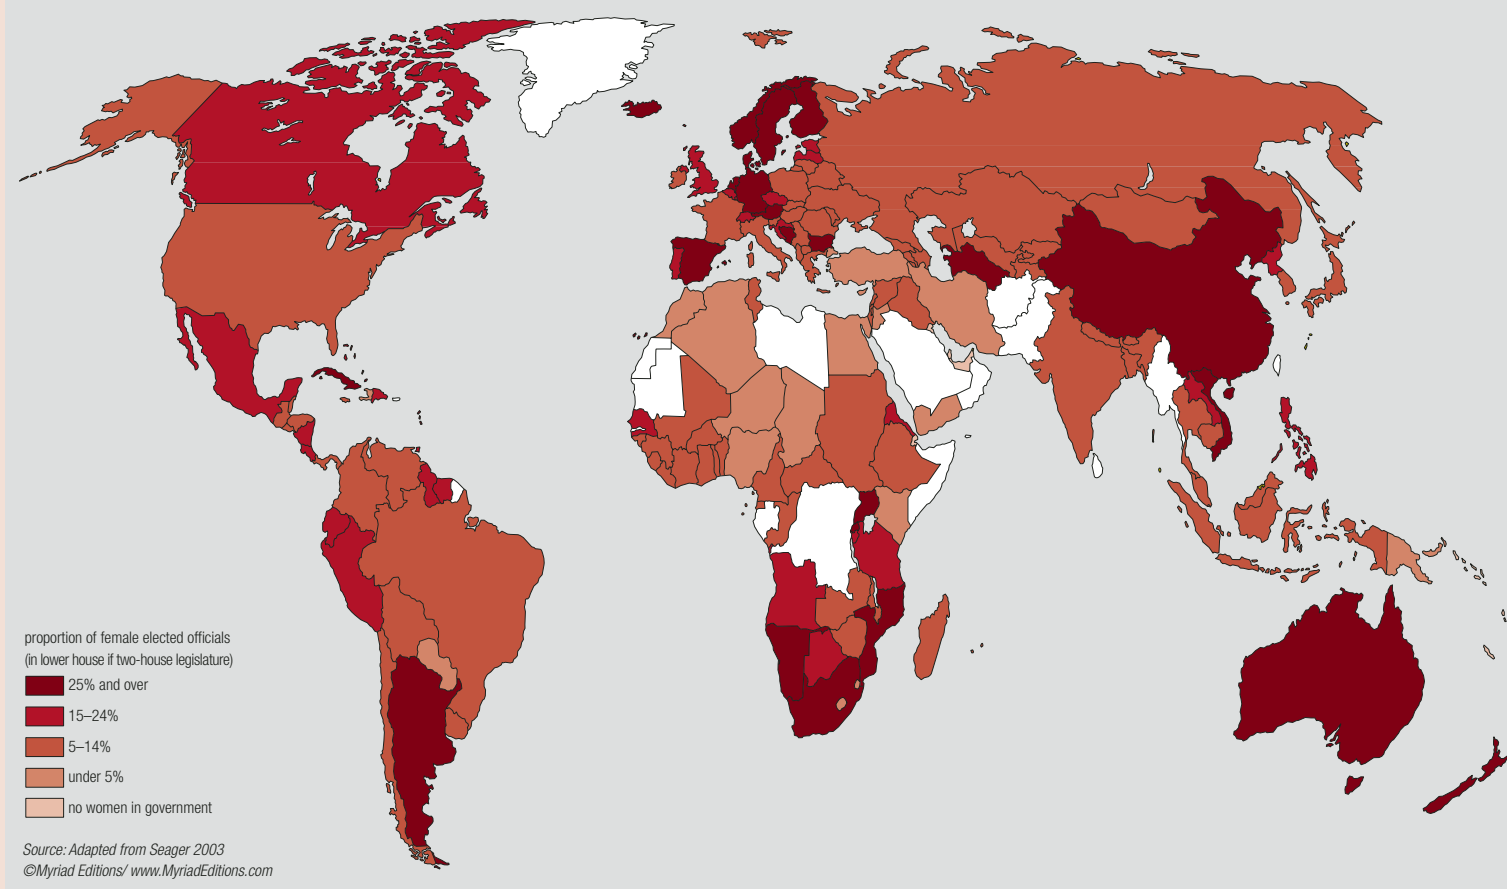 proportion of female elected officials
(in lower house if two-house legislature)
25% and over
15–24%
5–14%
under 5%
no women in government
Source: Adapted from Seager 2003
©Myriad Editions/ www.MyriadEditions.com